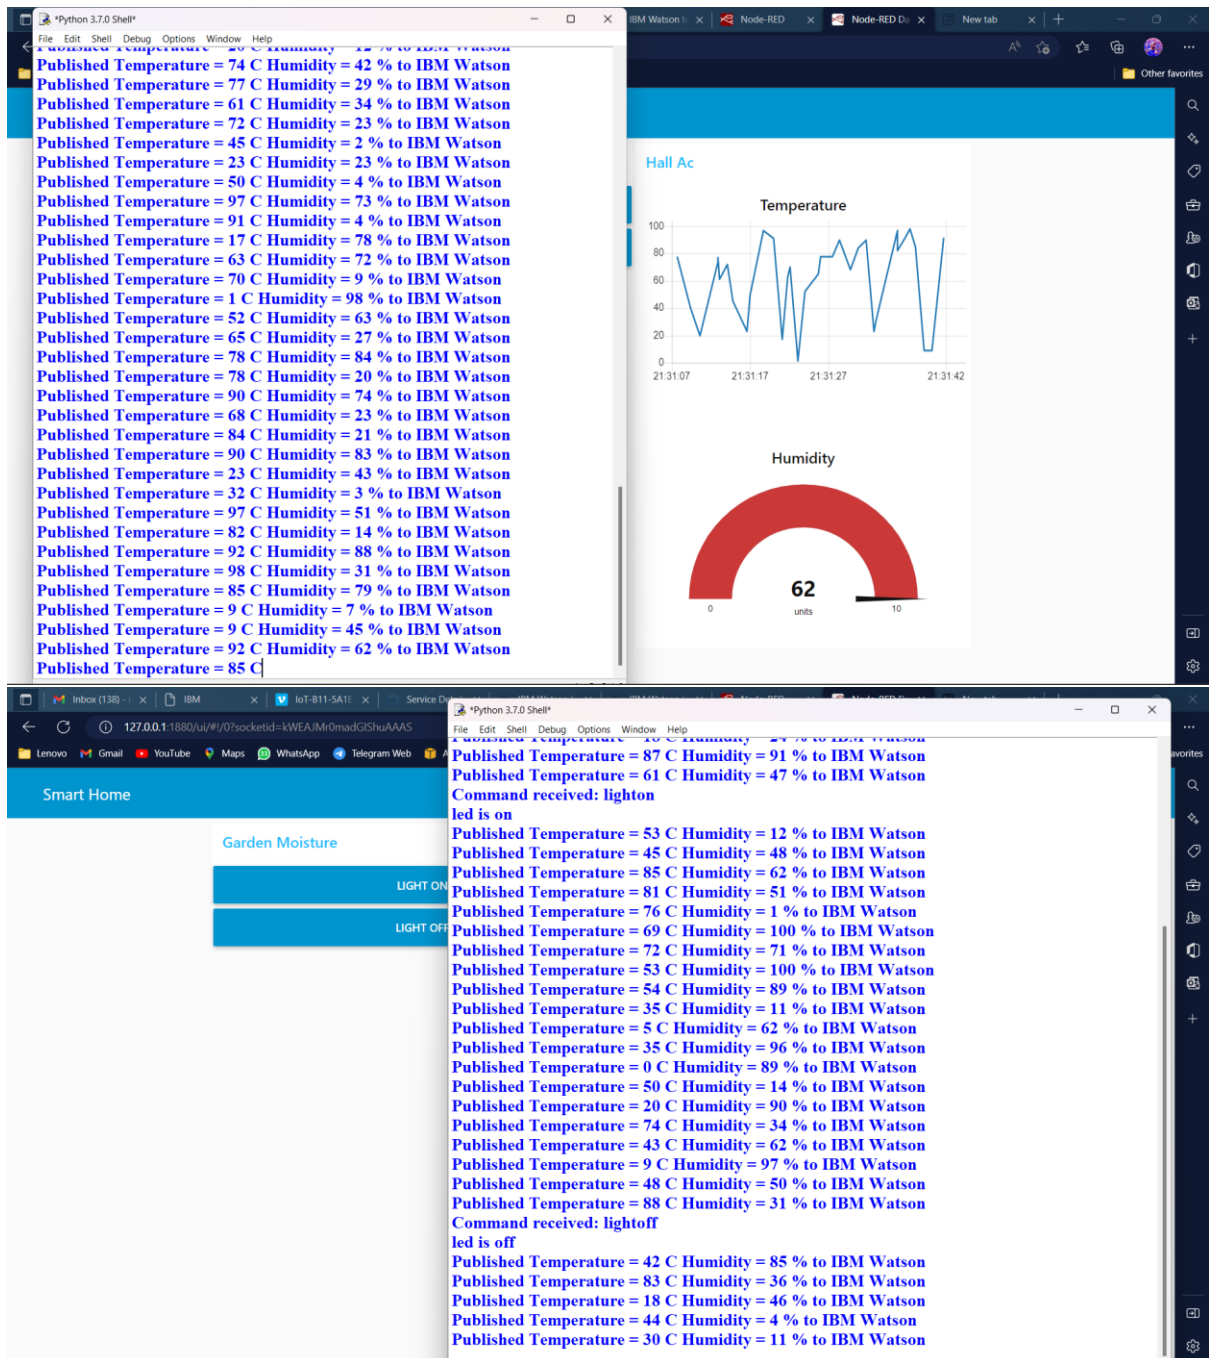 *Python 3.7.0 Shell*
IBM Watson I
Node-RED
Node-RED Da
New tab
File Edit Shell Debug Options Window Help
Other favorites
Published Temperature = 20 C Humidity = 12 % to IBM Watson
Published Temperature = 74 C Humidity = 42 % to IBM Watson
Published Temperature = 77 C Humidity = 29 % to IBM Watson
Published Temperature = 61 C Humidity = 34 % to IBM Watson
Published Temperature = 72 C Humidity = 23 % to IBM Watson
Published Temperature = 45 C Humidity = 2 % to IBM Watson
Published Temperature = 23 C Humidity = 23 % to IBM Watson
Published Temperature = 50 C Humidity = 4 % to IBM Watson
Published Temperature = 97 C Humidity = 73 % to IBM Watson
Published Temperature = 91 C Humidity = 4 % to IBM Watson
Published Temperature = 17 C Humidity = 78 % to IBM Watson
Published Temperature = 63 C Humidity = 72 % to IBM Watson
Published Temperature = 70 C Humidity = 9 % to IBM Watson
Published Temperature = 1 C Humidity = 98 % to IBM Watson
Published Temperature = 52 C Humidity = 63 % to IBM Watson
Published Temperature = 65 C Humidity = 27 % to IBM Watson
Published Temperature = 78 C Humidity = 84 % to IBM Watson
Published Temperature = 78 C Humidity = 20 % to IBM Watson
Published Temperature = 90 C Humidity = 74 % to IBM Watson
Published Temperature = 68 C Humidity = 23 % to IBM Watson
Published Temperature = 84 C Humidity = 21 % to IBM Watson
Published Temperature = 90 C Humidity = 83 % to IBM Watson
Published Temperature = 23 C Humidity = 43 % to IBM Watson
Published Temperature = 32 C Humidity = 3 % to IBM Watson
Published Temperature = 97 C Humidity = 51 % to IBM Watson
Published Temperature = 82 C Humidity = 14 % to IBM Watson
Published Temperature = 92 C Humidity = 88 % to IBM Watson
Published Temperature = 98 C Humidity = 31 % to IBM Watson
Published Temperature = 85 C Humidity = 79 % to IBM Watson
Published Temperature = 9 C Humidity = 7 % to IBM Watson
Published Temperature = 9 C Humidity = 45 % to IBM Watson
Published Temperature = 92 C Humidity = 62 % to IBM Watson
Published Temperature = 85 C
Hall Ac
Temperature
100
80
60
40
20
0
21:31:07 21:31:17 21:31:27 21:31:42
Humidity
62
0 units 10
Inbox (138) -
IBM
IoT-B11-5A1E
Service De
127.0.0.1:1880/ui/#!/0?socketid=kWEAJMr0madGIShuAAAS
Lenovo Gmail YouTube Maps WhatsApp Telegram Web A
Smart Home
Garden Moisture
LIGHT ON
LIGHT OFF
*Python 3.7.0 Shell*
File Edit Shell Debug Options Window Help
avorites
Published Temperature = 87 C Humidity = 91 % to IBM Watson
Published Temperature = 61 C Humidity = 47 % to IBM Watson
Command received: lighton
led is on
Published Temperature = 53 C Humidity = 12 % to IBM Watson
Published Temperature = 45 C Humidity = 48 % to IBM Watson
Published Temperature = 85 C Humidity = 62 % to IBM Watson
Published Temperature = 81 C Humidity = 51 % to IBM Watson
Published Temperature = 76 C Humidity = 1 % to IBM Watson
Published Temperature = 69 C Humidity = 100 % to IBM Watson
Published Temperature = 72 C Humidity = 71 % to IBM Watson
Published Temperature = 53 C Humidity = 100 % to IBM Watson
Published Temperature = 54 C Humidity = 89 % to IBM Watson
Published Temperature = 35 C Humidity = 11 % to IBM Watson
Published Temperature = 5 C Humidity = 62 % to IBM Watson
Published Temperature = 35 C Humidity = 96 % to IBM Watson
Published Temperature = 0 C Humidity = 89 % to IBM Watson
Published Temperature = 50 C Humidity = 14 % to IBM Watson
Published Temperature = 20 C Humidity = 90 % to IBM Watson
Published Temperature = 74 C Humidity = 34 % to IBM Watson
Published Temperature = 43 C Humidity = 62 % to IBM Watson
Published Temperature = 9 C Humidity = 97 % to IBM Watson
Published Temperature = 48 C Humidity = 50 % to IBM Watson
Published Temperature = 88 C Humidity = 31 % to IBM Watson
Command received: lightoff
led is off
Published Temperature = 42 C Humidity = 85 % to IBM Watson
Published Temperature = 83 C Humidity = 36 % to IBM Watson
Published Temperature = 18 C Humidity = 46 % to IBM Watson
Published Temperature = 44 C Humidity = 4 % to IBM Watson
Published Temperature = 30 C Humidity = 11 % to IBM Watson